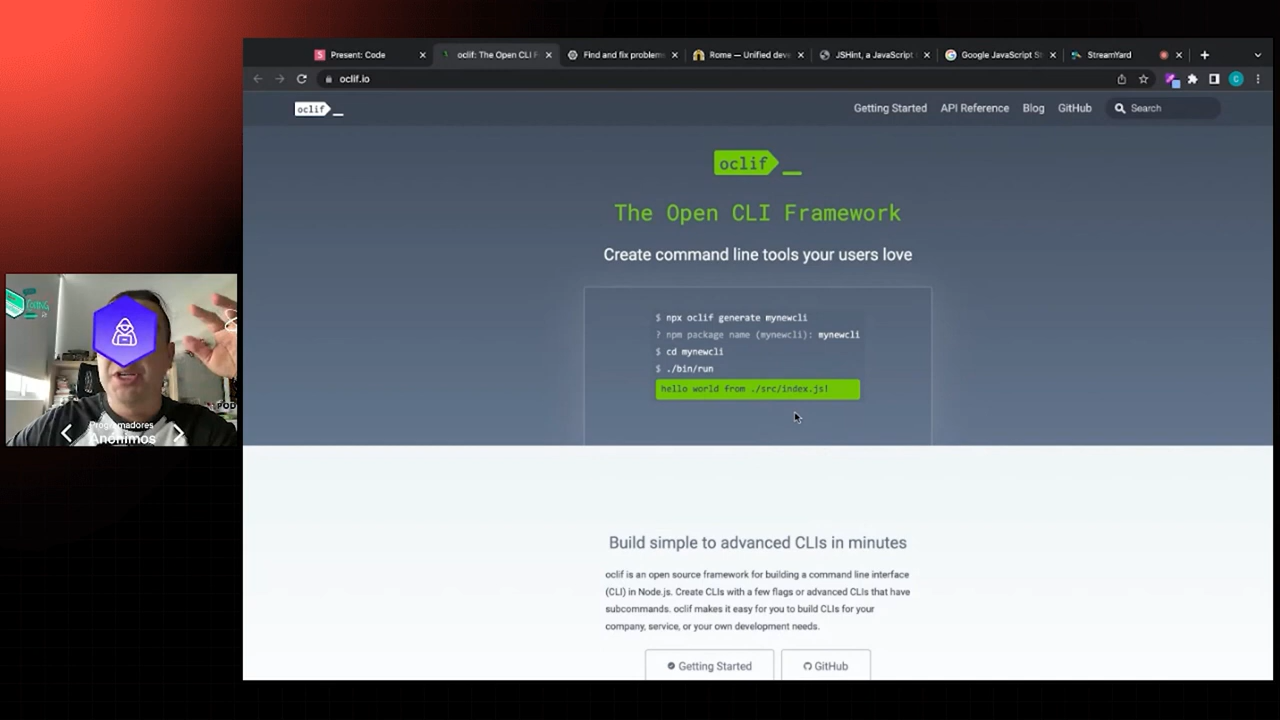 Present: Code
oclif: The Open CLI F
Find and fix problems
Rome — Unified deve
JSHint, a JavaScript
Google JavaScript St
StreamYard
oclif.io
oclif
Getting Started
API Reference
Blog
GitHub
Search
oclif
The Open CLI Framework
Create command line tools your users love
$ npx oclif generate mynewcli
? npm package name (mynewcli): mynewcli
$ cd mynewcli
$ ./bin/run
hello world from ./src/index.js!
Programadores
Anónimos
Build simple to advanced CLIs in minutes
oclif is an open source framework for building a command line interface
(CLI) in Node.js. Create CLIs with a few flags or advanced CLIs that have
subcommands. oclif makes it easy for you to build CLIs for your
company, service, or your own development needs.
Getting Started
GitHub